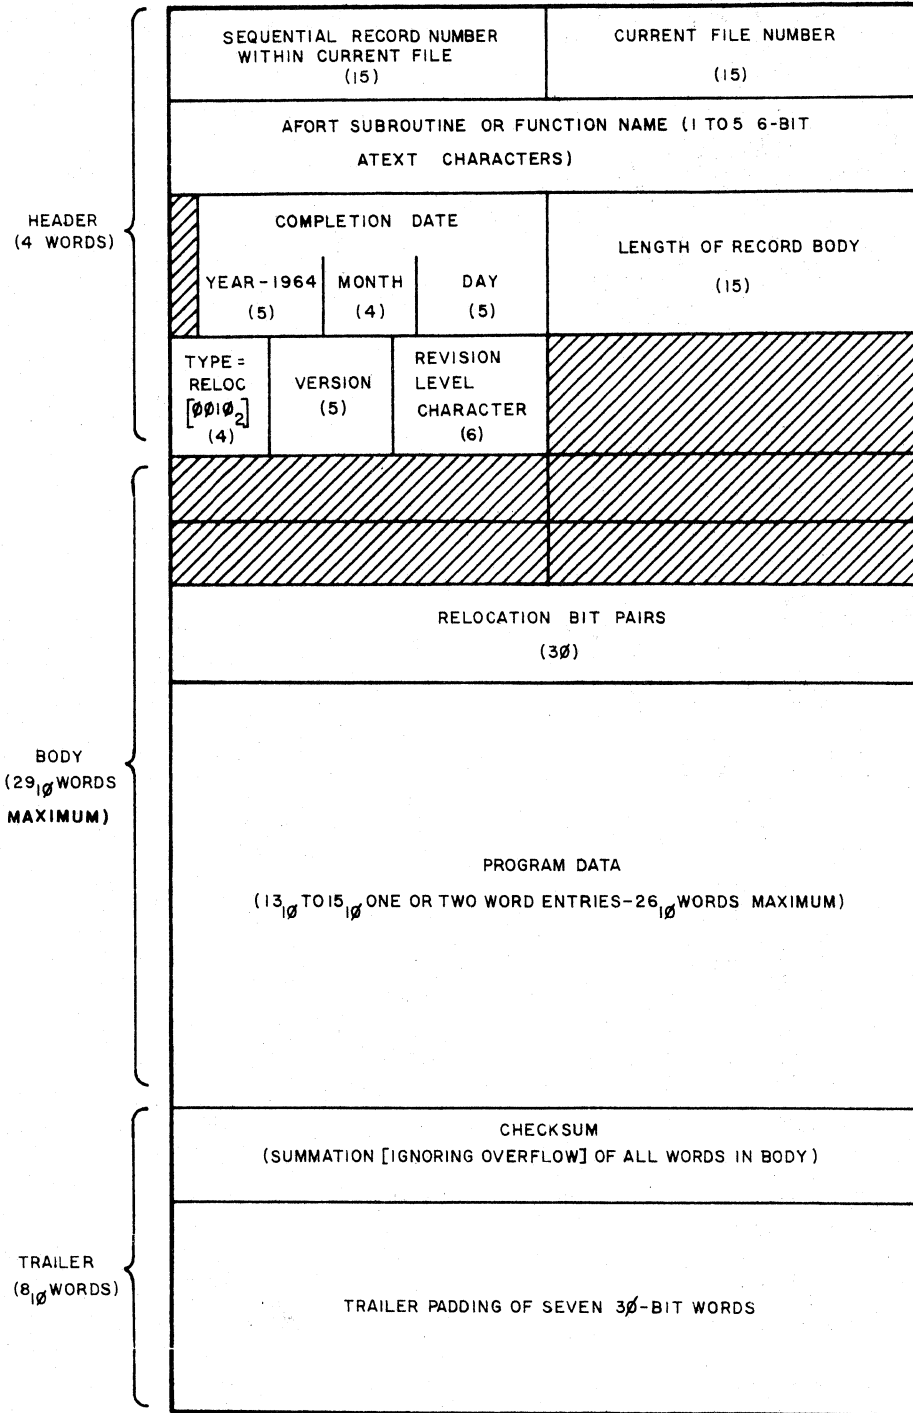 SEQUENTIAL RECORD NUMBER
WITHIN CURRENT FILE
(15)
CURRENT FILE NUMBER
(15)
AFORT SUBROUTINE OR FUNCTION NAME (1 TO 5 6-BIT
ATEXT CHARACTERS)
HEADER
(4 WORDS)
COMPLETION DATE
YEAR-1964
(5)
MONTH
(4)
DAY
(5)
LENGTH OF RECORD BODY
(15)
TYPE =
RELOC
[ØØ1Ø₂]
(4)
VERSION
(5)
REVISION
LEVEL
CHARACTER
(6)
RELOCATION BIT PAIRS
(3Ø)
BODY
(29₁Ø WORDS
MAXIMUM)
PROGRAM DATA
(13₁Ø TO 15₁Ø ONE OR TWO WORD ENTRIES-26₁Ø WORDS MAXIMUM)
CHECKSUM
(SUMMATION [IGNORING OVERFLOW] OF ALL WORDS IN BODY)
TRAILER
(8₁Ø WORDS)
TRAILER PADDING OF SEVEN 3Ø-BIT WORDS